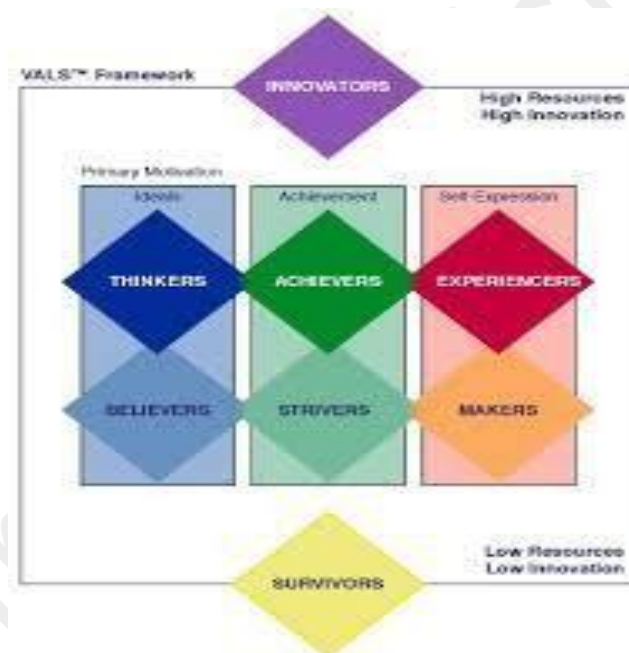 VALS™ Framework
INNOVATORS
High Resources
High Innovation
Primary Motivation
Ideals
Achievement
Self-Expression
THINKERS
ACHIEVERS
EXPERIENCERS
BELIEVERS
STRIVERS
MAKERS
Low Resources
Low Innovation
SURVIVORS